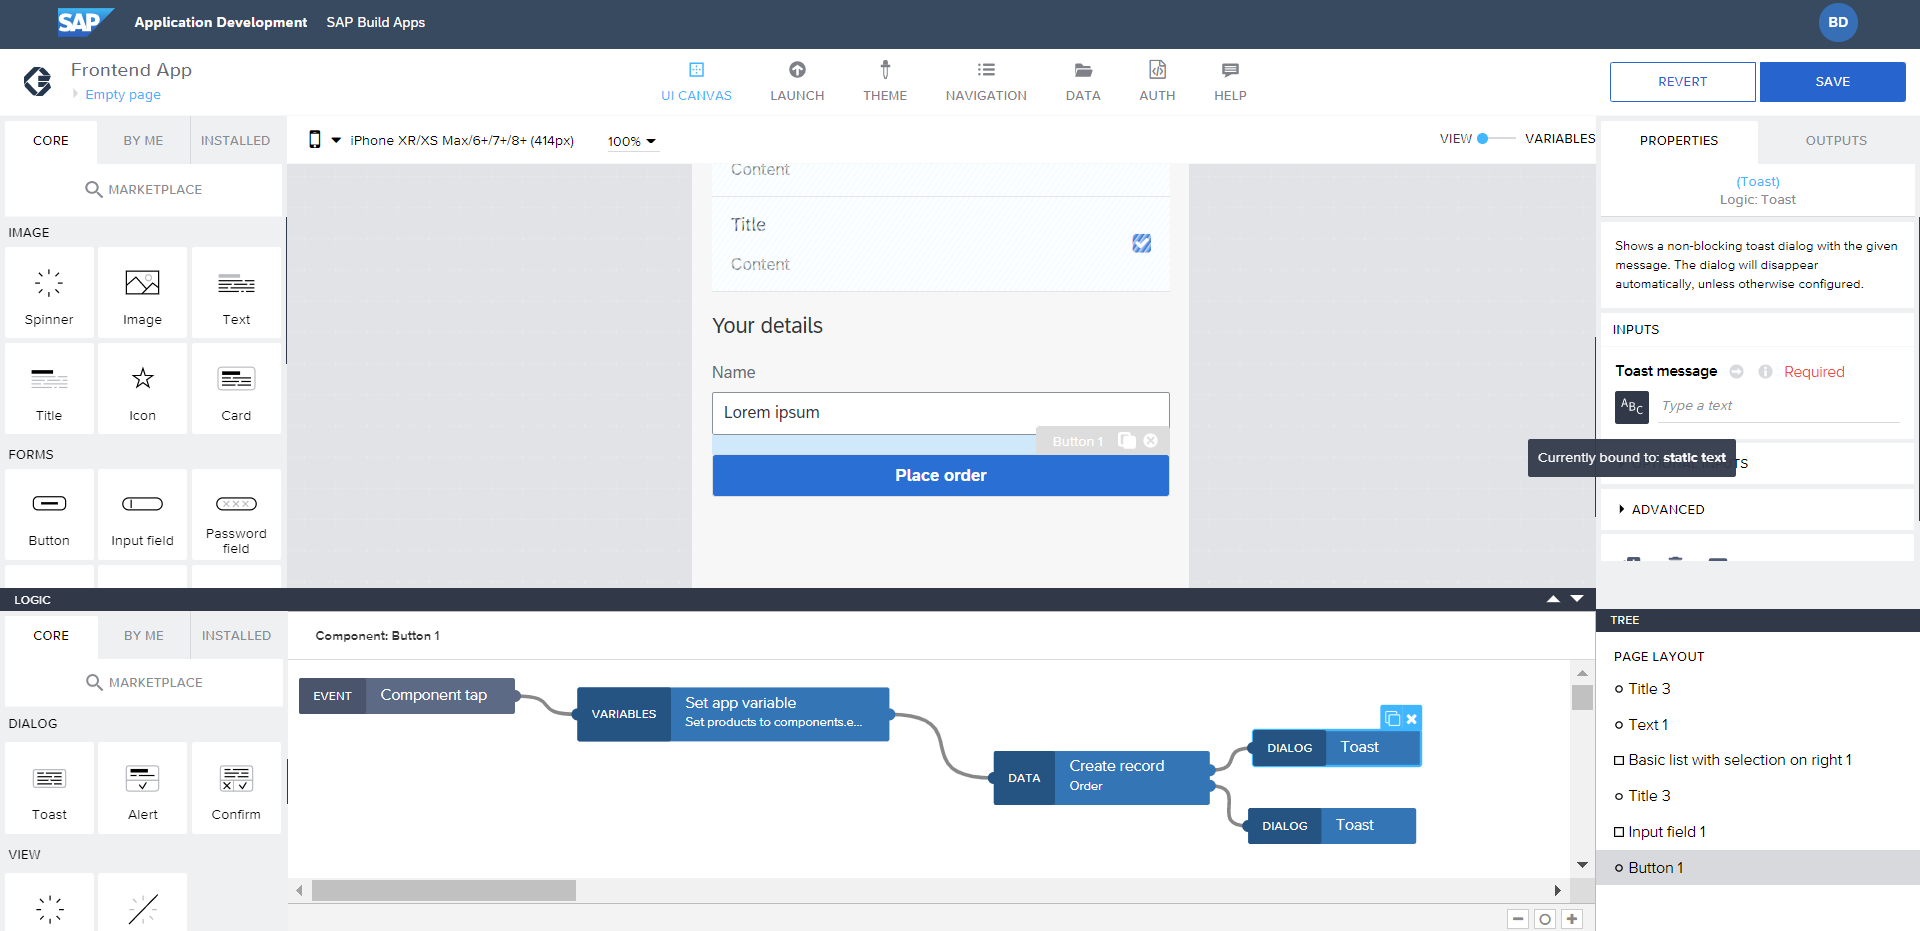 SAP Application Development SAP Build Apps BD
Frontend App
Empty page
UI CANVAS LAUNCH THEME NAVIGATION DATA AUTH HELP
REVERT SAVE
CORE BY ME INSTALLED
MARKETPLACE
IMAGE
Spinner Image Text
Title Icon Card
FORMS
Button Input field Password
field
iPhone XR/XS Max/6+/7+/8+ (414px) 100%
VIEW VARIABLES
Content
Title
Content
Your details
Name
Lorem ipsum
Button 1
Place order
PROPERTIES OUTPUTS
(Toast)
Logic: Toast
Shows a non-blocking toast dialog with the given
message. The dialog will disappear
automatically, unless otherwise configured.
INPUTS
Toast message Required
ABC Type a text
Currently bound to: static text
ADVANCED
LOGIC
CORE BY ME INSTALLED
MARKETPLACE
DIALOG
Toast Alert Confirm
VIEW
Component: Button 1
EVENT Component tap
VARIABLES Set app variable
Set products to components.e...
DATA Create record
Order
DIALOG Toast
DIALOG Toast
TREE
PAGE LAYOUT
Title 3
Text 1
Basic list with selection on right 1
Title 3
Input field 1
Button 1